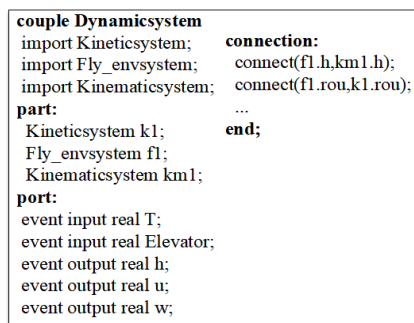 couple Dynamicsystem
import Kineticsystem;
import Fly_envsystem;
import Kinematicsystem;
part:
Kineticsystem k1;
Fly_envsystem f1;
Kinematicsystem km1;
port:
event input real T;
event input real Elevator;
event output real h;
event output real u;
event output real w;
connection:
connect(f1.h,km1.h);
connect(f1.rou,k1.rou);
...
end;